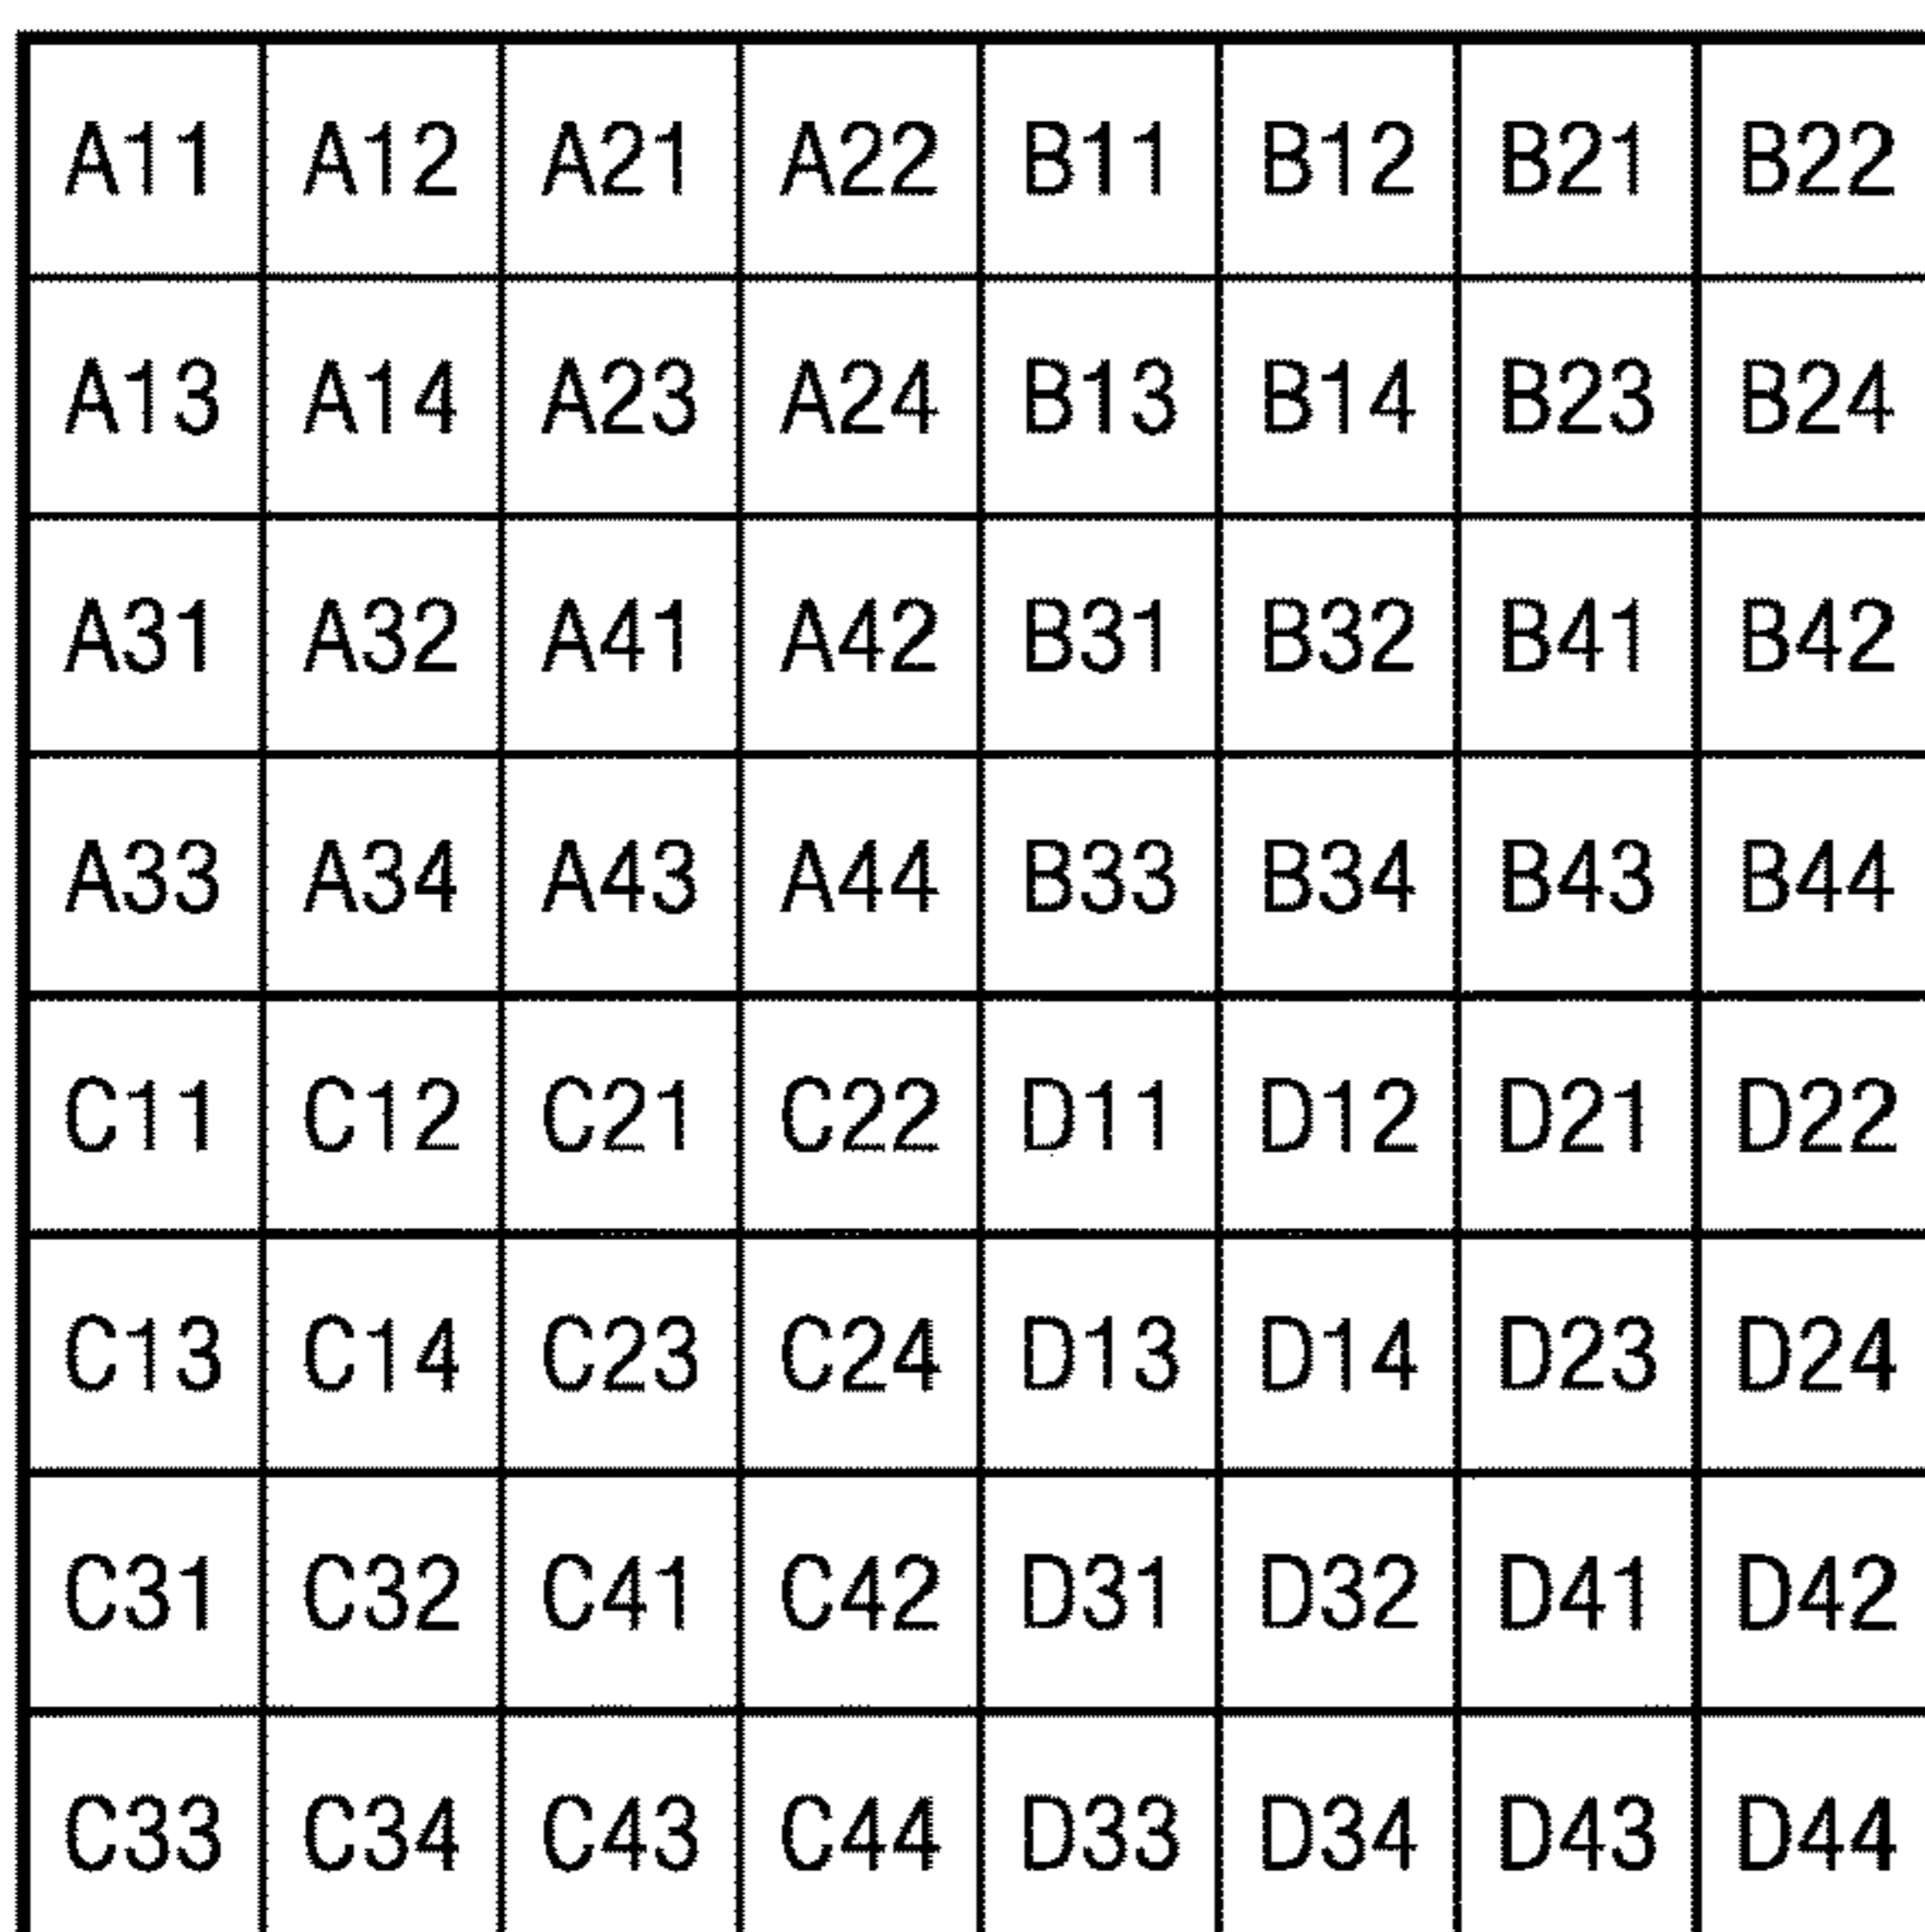 A11 A12 A21 A22 B11 B12 B21 B22
A13 A14 A23 A24 B13 B14 B23 B24
A31 A32 A41 A42 B31 B32 B41 B42
A33 A34 A43 A44 B33 B34 B43 B44
C11 C12 C21 C22 D11 D12 D21 D22
C13 C14 C23 C24 D13 D14 D23 D24
C31 C32 C41 C42 D31 D32 D41 D42
C33 C34 C43 C44 D33 D34 D43 D44